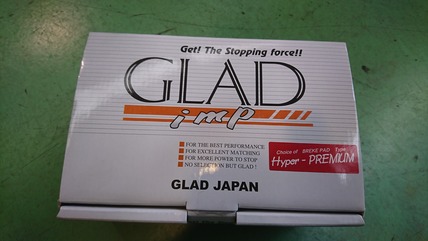 Get! The Stopping force!!
GLAD
imp
FOR THE BEST PERFORMANCE
FOR EXCELLENT MATCHING
FOR MORE POWER TO STOP
NO SELECTION BUT GLAD !
Choice of BREKE PAD Type
Hyper - PREMIUM
GLAD JAPAN